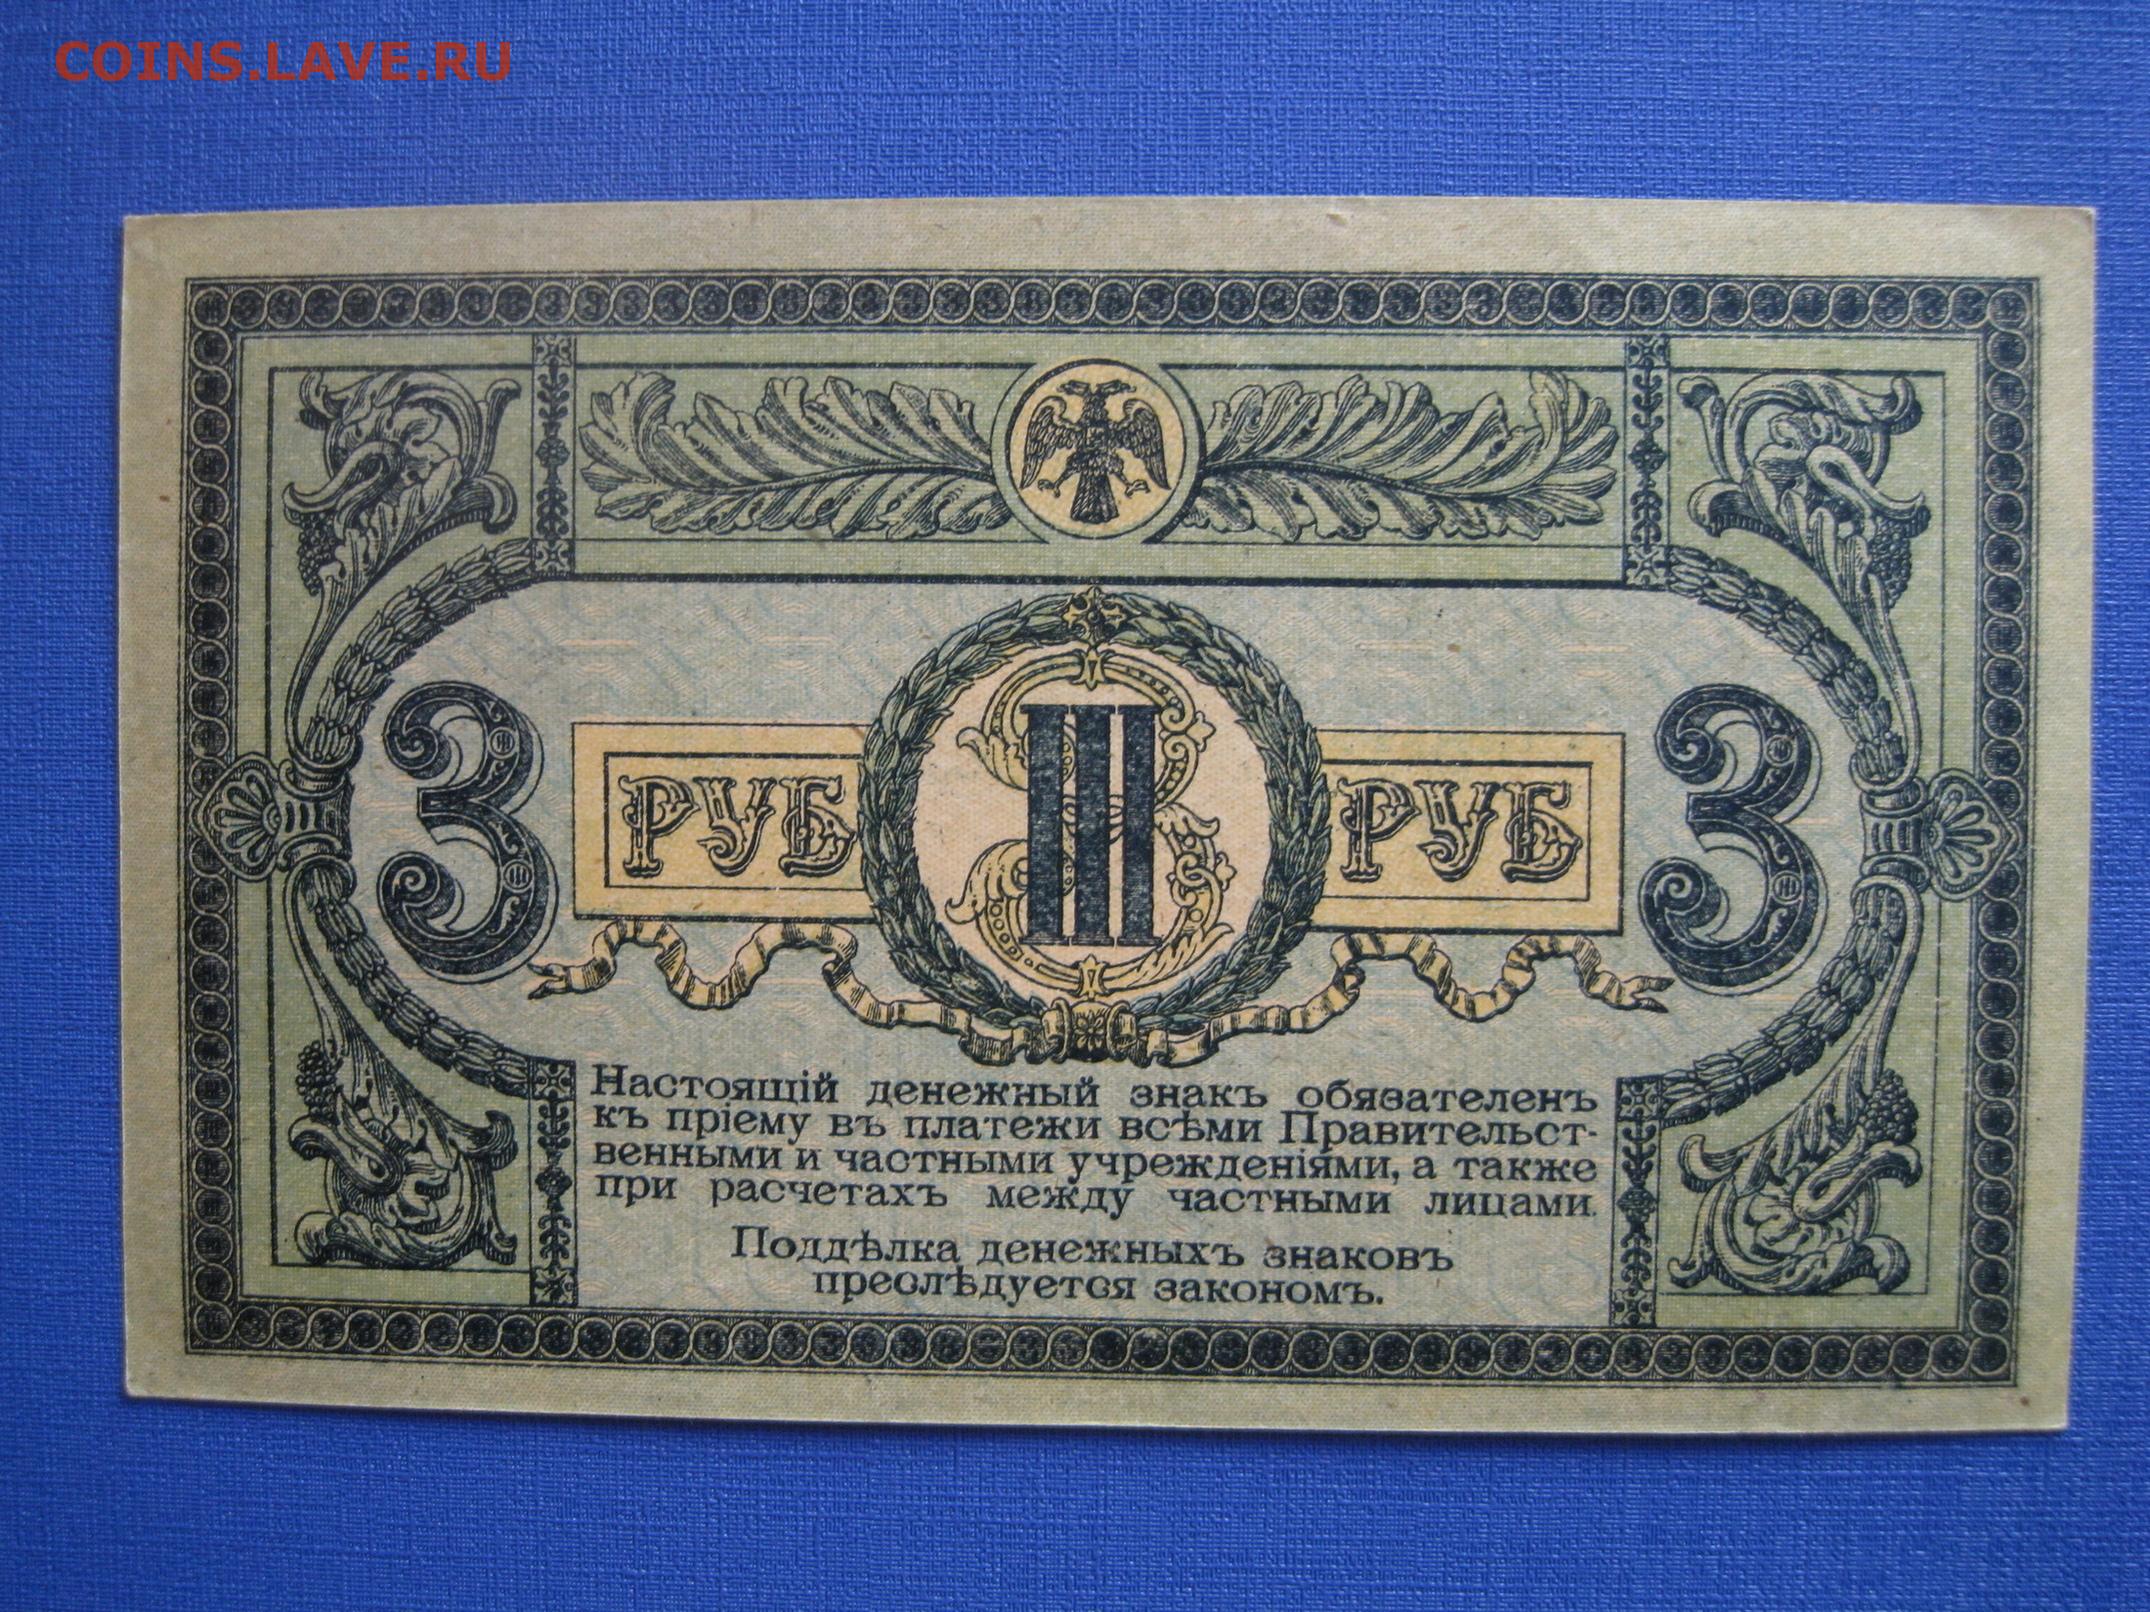 COINS.LAVE.RU
3 РУБ III РУБ 3
Настоящій денежный знакъ обязателенъ
къ пріему въ платежи всѣми Правительст-
венными и частными учрежденіями, а также
при расчетахъ между частными лицами.
Поддѣлка денежныхъ знаковъ
преслѣдуется закономъ.